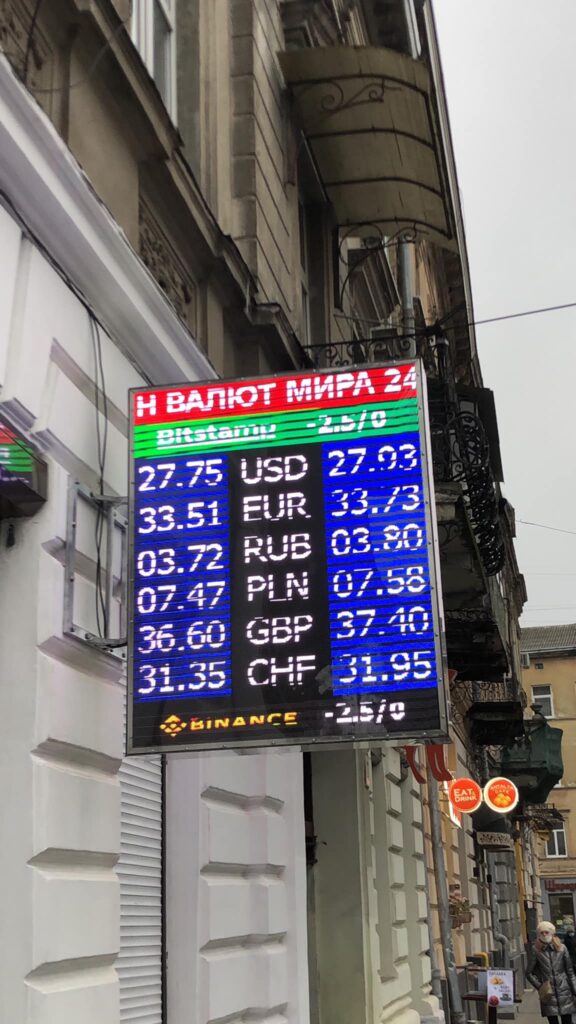 Н ВАЛЮТ МИРА 24
Bitstamp -2.5/0
27.75 USD 27.93
33.51 EUR 33.73
03.72 RUB 03.80
07.47 PLN 07.58
36.60 GBP 37.40
31.35 CHF 31.95
BINANCE -2.5/0
EAT &
DRINK